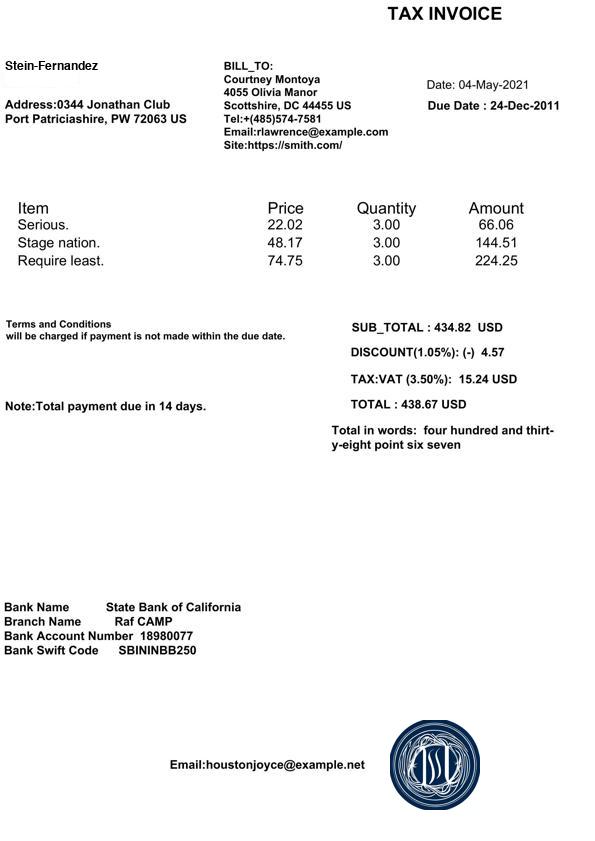 TAX INVOICE
Stein-Fernandez
Address:0344 Jonathan Club
Port Patriciashire, PW 72063 US
BILL_TO:
Courtney Montoya
4055 Olivia Manor
Scottshire, DC 44455 US
Tel:+(485)574-7581
Email:rlawrence@example.com
Site:https://smith.com/
Date: 04-May-2021
Due Date : 24-Dec-2011
Item Price Quantity Amount
Serious. 22.02 3.00 66.06
Stage nation. 48.17 3.00 144.51
Require least. 74.75 3.00 224.25
Terms and Conditions
will be charged if payment is not made within the due date.
Note:Total payment due in 14 days.
SUB_TOTAL : 434.82 USD
DISCOUNT(1.05%): (-) 4.57
TAX:VAT (3.50%): 15.24 USD
TOTAL : 438.67 USD
Total in words: four hundred and thirt-
y-eight point six seven
Bank Name State Bank of California
Branch Name Raf CAMP
Bank Account Number 18980077
Bank Swift Code SBININBB250
Email:houstonjoyce@example.net